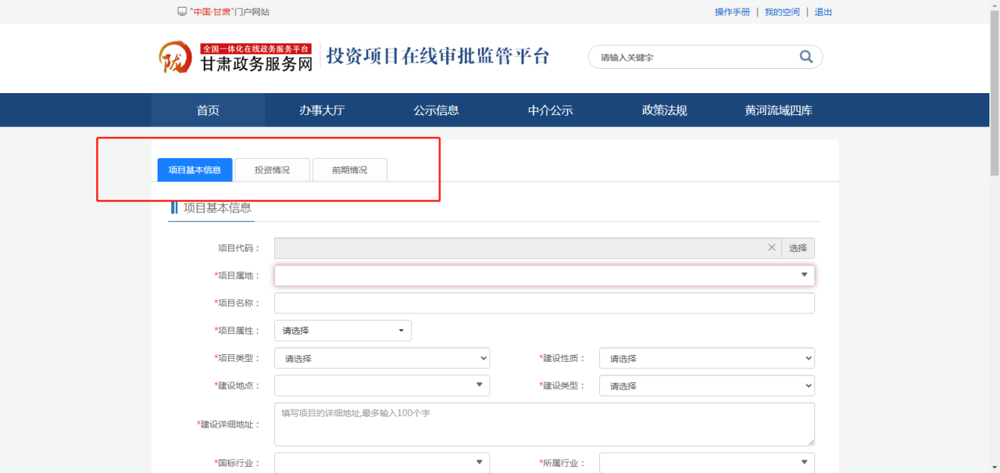 "中国·甘肃"门户网站
操作手册 | 我的空间 | 退出
陇 全国一体化在线政务服务平台
甘肃政务服务网
投资项目在线审批监管平台
请输入关键字
首页 办事大厅 公示信息 中介公示 政策法规 黄河流域四库
项目基本信息 投资情况 前期情况
项目基本信息
项目代码： × 选择
*项目属地：
*项目名称：
*项目属性： 请选择
*项目类型： 请选择 *建设性质： 请选择
*建设地点： *建设类型： 请选择
*建设详细地址： 填写项目的详细地址,最多输入100个字
*国标行业： *所属行业：